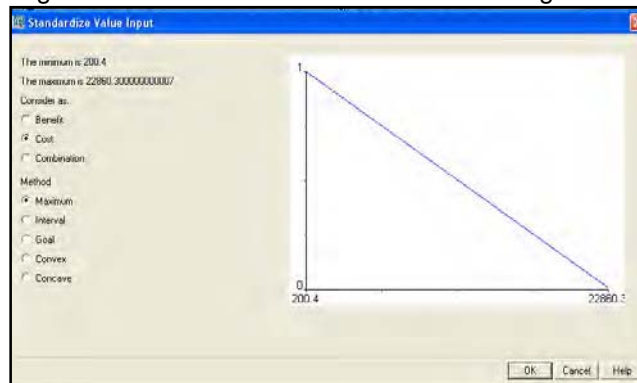 Standardize Value Input
The minimum is 200.4
The maximum is 22860.300000000007
Consider as..
Benefit
Cost
Combination
Method
Maximum
Interval
Goal
Convex
Concave
1
0
200.4
22860.3
OK Cancel Help